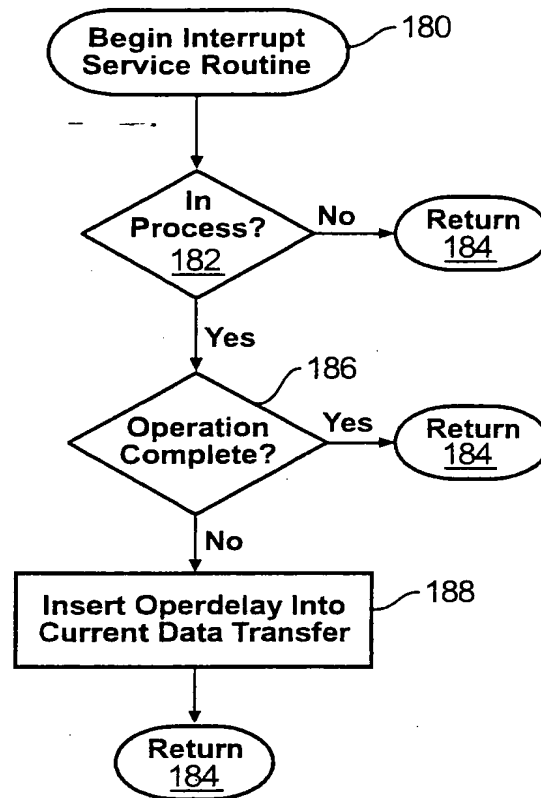 Begin Interrupt
Service Routine
180
In
Process?
182
No
Return
184
Yes
186
Operation
Complete?
Yes
Return
184
No
Insert Operdelay Into
Current Data Transfer
188
Return
184